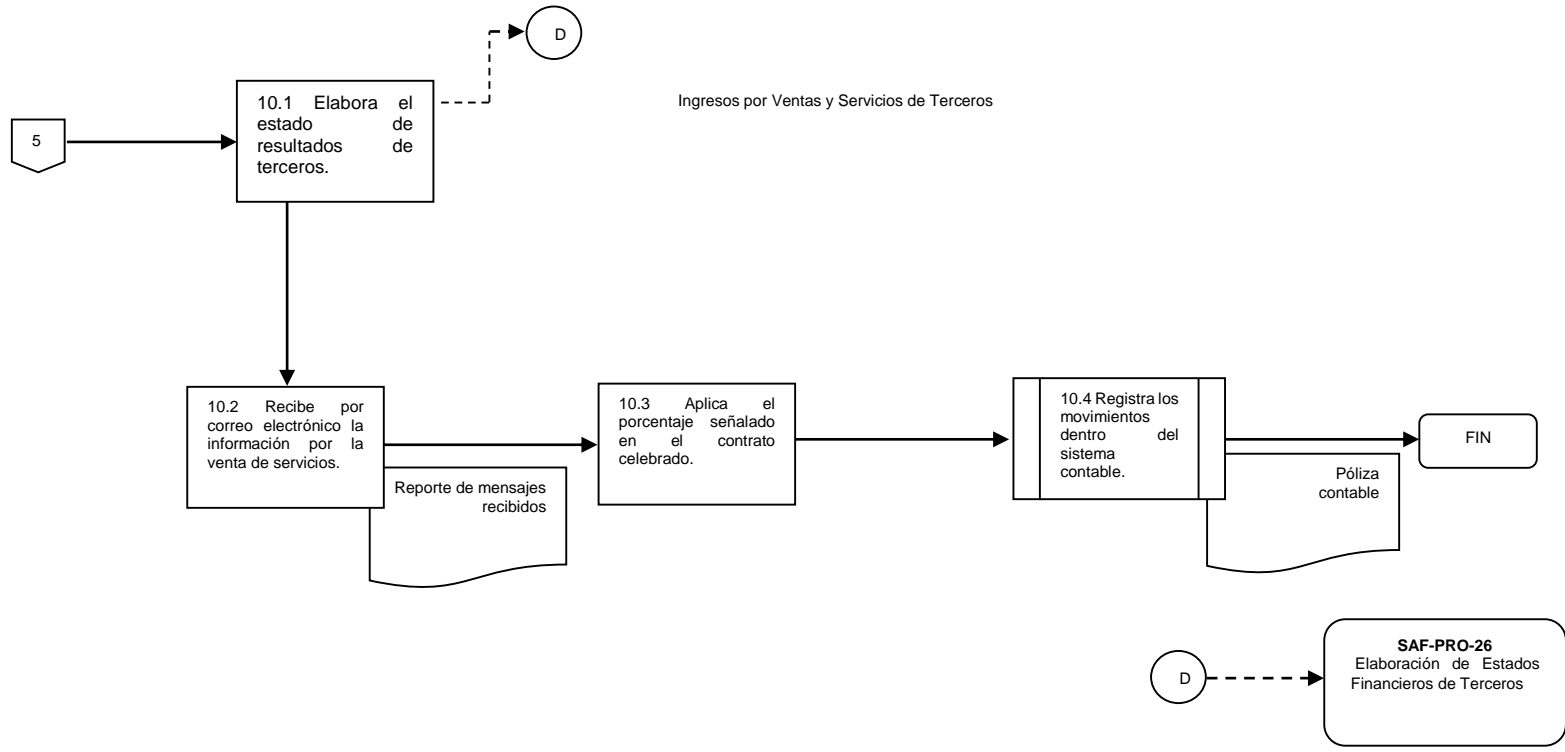 D
Ingresos por Ventas y Servicios de Terceros
5
10.1 Elabora el
estado de
resultados de
terceros.
10.2 Recibe por
correo electrónico la
información por la
venta de servicios.
Reporte de mensajes
recibidos
10.3 Aplica el
porcentaje señalado
en el contrato
celebrado.
10.4 Registra los
movimientos
dentro del
sistema
contable.
Póliza
contable
FIN
D
SAF-PRO-26
Elaboración de Estados
Financieros de Terceros